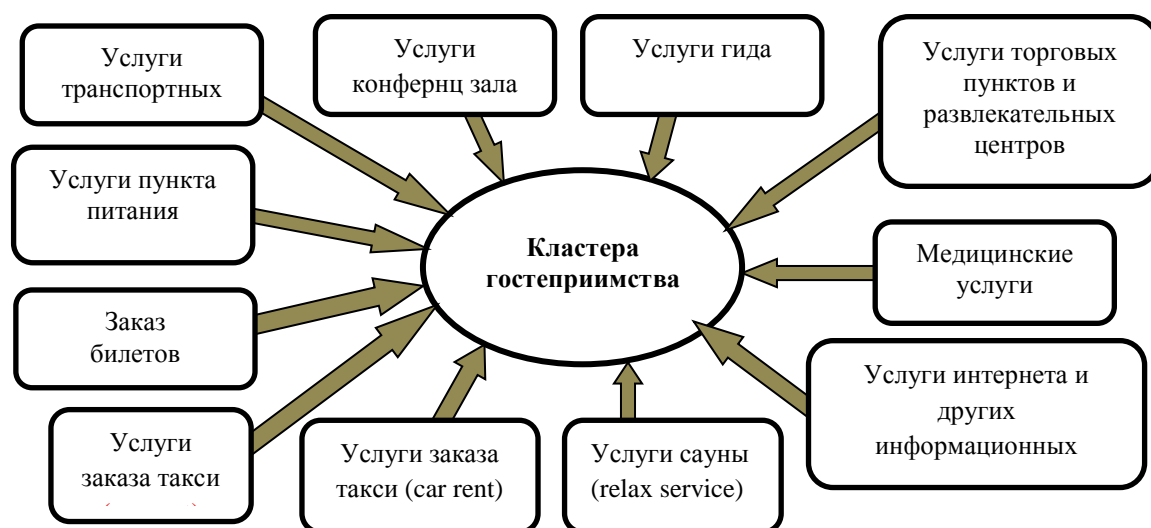 Услуги
транспортных
Услуги
конфернц зала
Услуги гида
Услуги торговых
пунктов и
развлекательных
центров
Услуги пункта
питания
Кластера
гостеприимства
Медицинские
услуги
Заказ
билетов
Услуги интернета и
других
информационных
Услуги
заказа такси
Услуги заказа
такси (car rent)
Услуги сауны
(relax service)